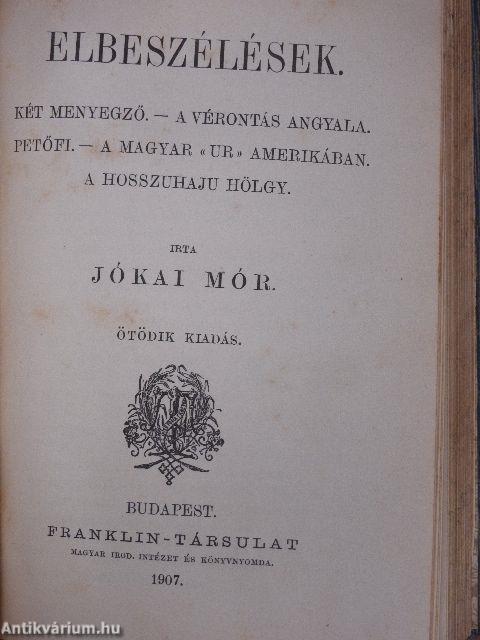 ELBESZÉLÉSEK.
KÉT MENYEGZŐ. — A VÉRONTÁS ANGYALA.
PETŐFI. — A MAGYAR «UR» AMERIKÁBAN.
A HOSSZUHAJU HÖLGY.
IRTA
JÓKAI MÓR.
ÖTÖDIK KIADÁS.
BUDAPEST.
FRANKLIN-TÁRSULAT
MAGYAR IROD. INTÉZET ÉS KÖNYVNYOMDA.
1907.
Antikvárium.hu